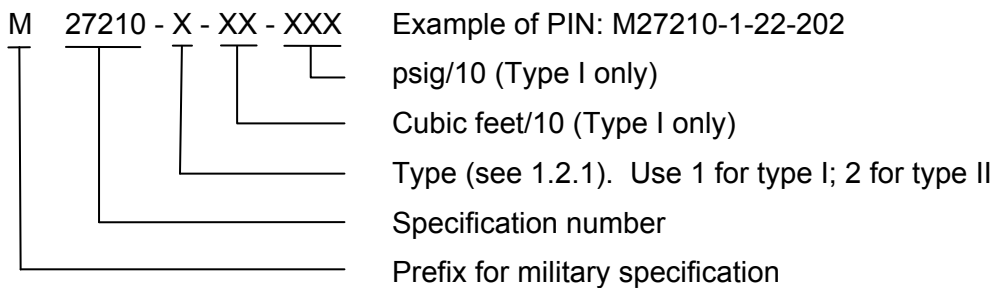 M 27210 - X - XX - XXX Example of PIN: M27210-1-22-202
psig/10 (Type I only)
Cubic feet/10 (Type I only)
Type (see 1.2.1). Use 1 for type I; 2 for type II
Specification number
Prefix for military specification